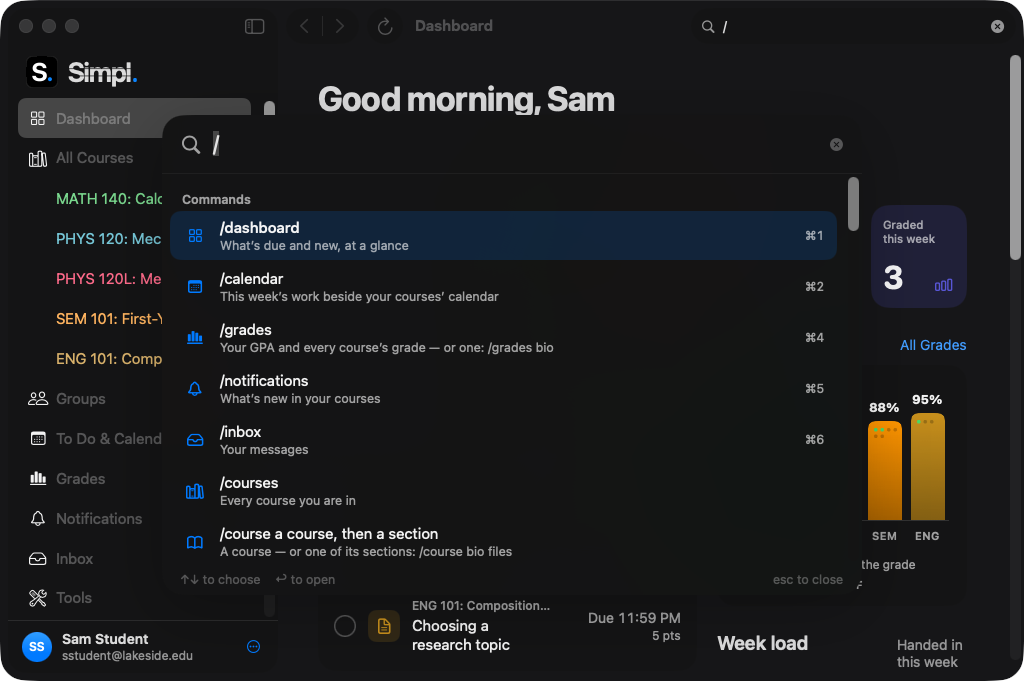 Dashboard
/
S. Simpl.
Good morning, Sam
Dashboard
All Courses
MATH 140: Calc
PHYS 120: Mec
PHYS 120L: Me
SEM 101: First-Y
ENG 101: Comp
Groups
To Do & Calend
Grades
Notifications
Inbox
Tools
SS
Sam Student
sstudent@lakeside.edu
/
Commands
/dashboard
What's due and new, at a glance
⌘1
/calendar
This week's work beside your courses' calendar
⌘2
/grades
Your GPA and every course's grade — or one: /grades bio
⌘4
/notifications
What's new in your courses
⌘5
/inbox
Your messages
⌘6
/courses
Every course you are in
/course a course, then a section
A course — or one of its sections: /course bio files
↑↓ to choose ↩ to open
esc to close
Graded
this week
3
All Grades
88%
95%
SEM
ENG
the grade
ENG 101: Composition...
Choosing a
research topic
Due 11:59 PM
5 pts
Week load
Handed in
this week